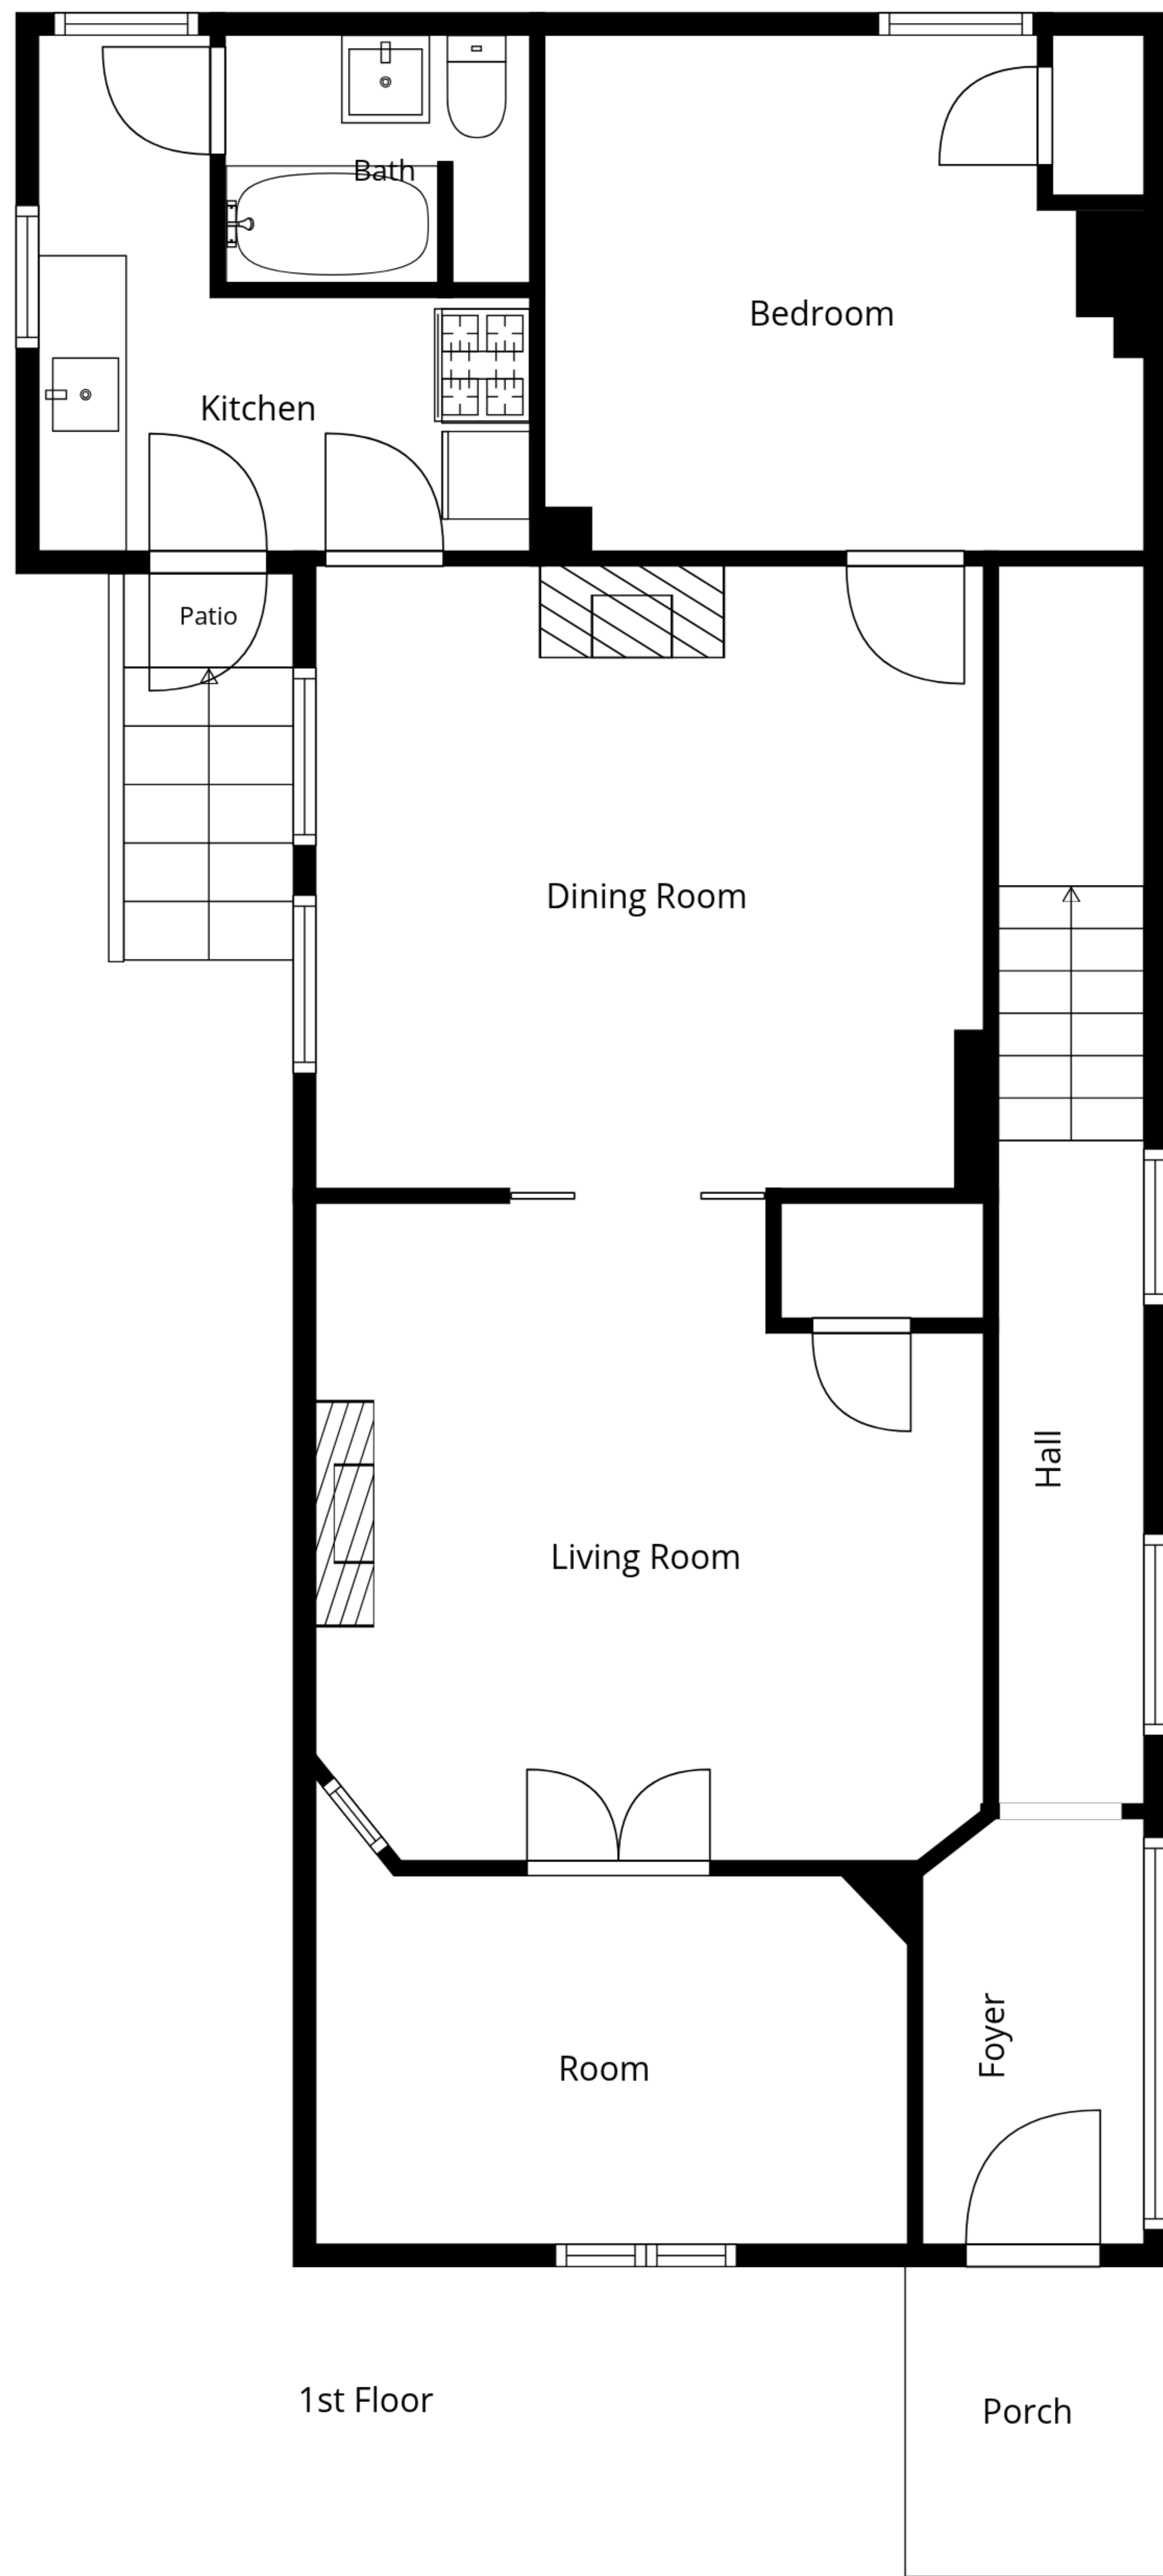 Bath
Bedroom
Kitchen
Patio
Dining Room
Hall
Living Room
Foyer
Room
1st Floor
Porch